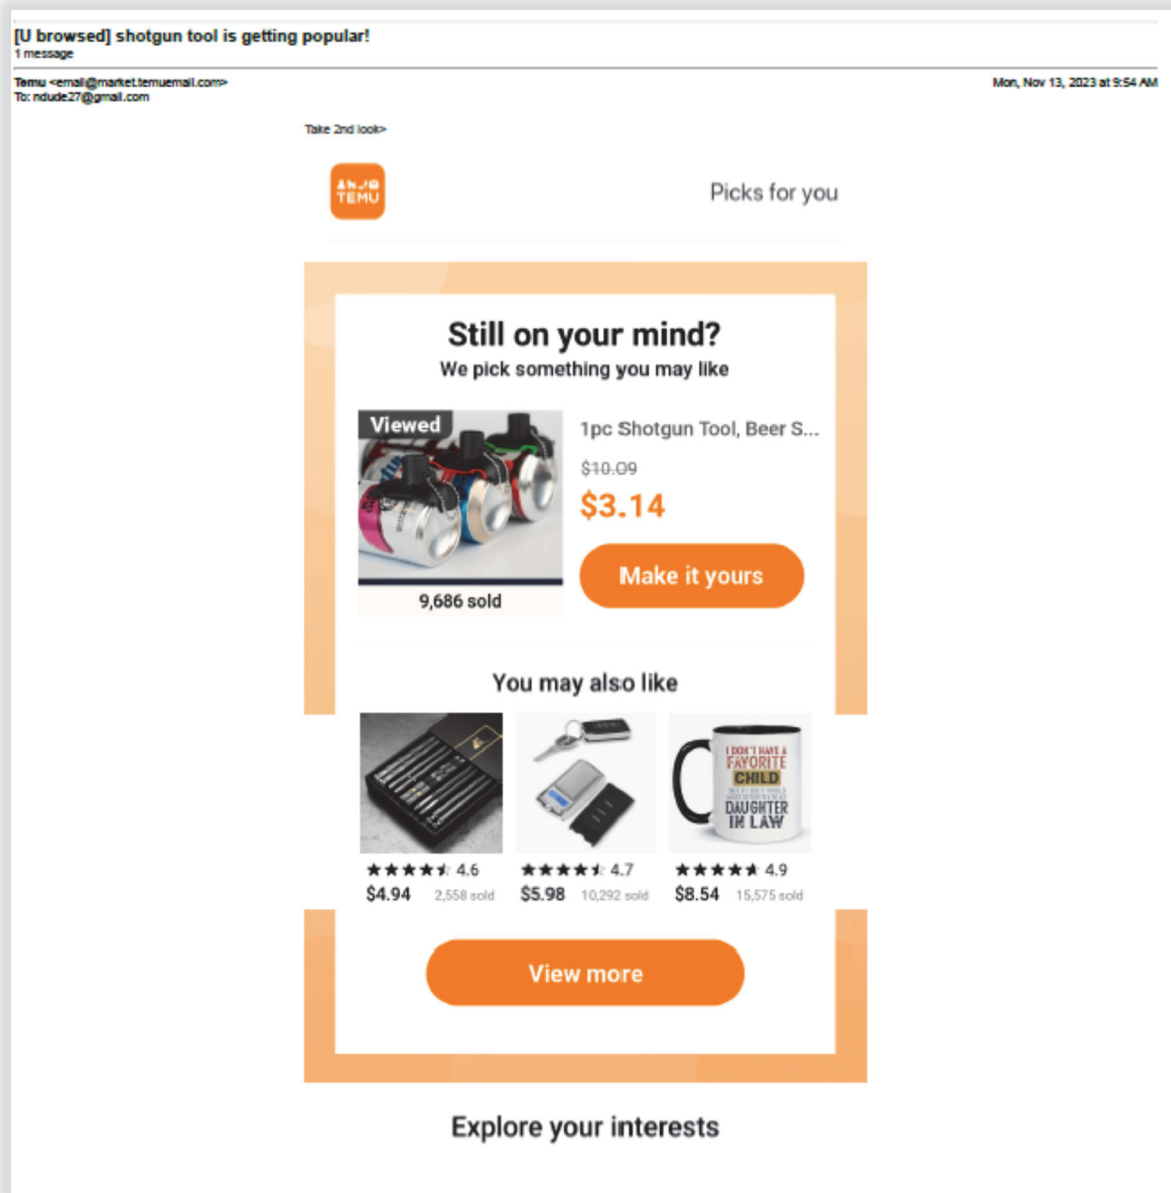 [U browsed] shotgun tool is getting popular!
1 message
Temu <email@market.temuemail.com>
Mon, Nov 13, 2023 at 9:54 AM
To: ndude27@gmail.com
Take 2nd look>
TEMU
Picks for you
Still on your mind?
We pick something you may like
Viewed
1pc Shotgun Tool, Beer S...
$10.09
$3.14
Make it yours
9,686 sold
You may also like
I DON'T HAVE A
FAVORITE
CHILD
DAUGHTER
IN LAW
4.6
4.7
4.9
$4.94 2,558 sold
$5.98 10,292 sold
$8.54 15,575 sold
View more
Explore your interests